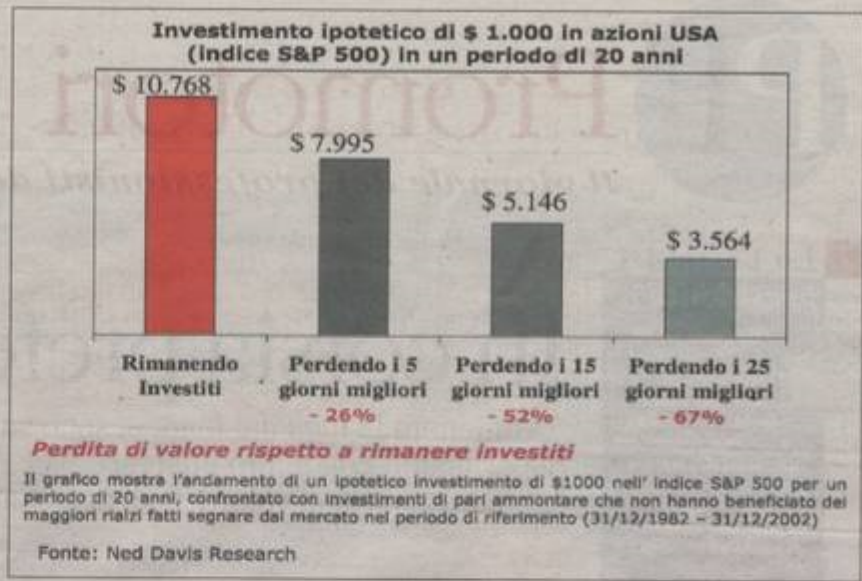 Investimento ipotetico di $ 1.000 in azioni USA
(indice S&P 500) in un periodo di 20 anni
$ 10.768
$ 7.995
$ 5.146
$ 3.564
Rimanendo
Investiti
Perdendo i 5
giorni migliori
- 26%
Perdendo i 15
giorni migliori
- 52%
Perdendo i 25
giorni migliori
- 67%
Perdita di valore rispetto a rimanere investiti
Il grafico mostra l'andamento di un ipotetico investimento di $1000 nell' indice S&P 500 per un
periodo di 20 anni, confrontato con investimenti di pari ammontare che non hanno beneficiato dei
maggiori rialzi fatti segnare dal mercato nel periodo di riferimento (31/12/1982 – 31/12/2002)
Fonte: Ned Davis Research
Promotori